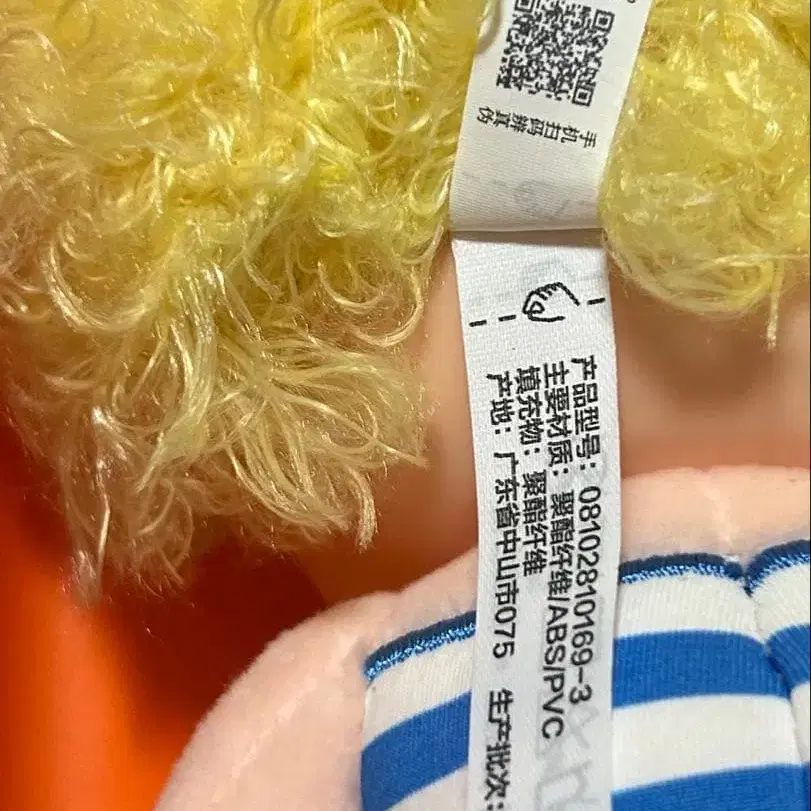 手机扫码辨真伪
产品型号：08102810169-3
主要材质：聚酯纤维/ABS/PVC
填充物：聚酯纤维
产地：广东省中山市075 生产批次：